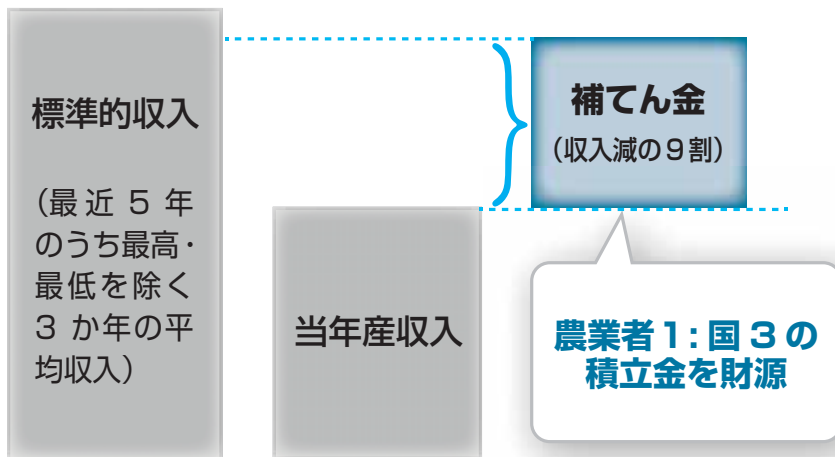 標準的収入
（最近５年
のうち最高・
最低を除く
３か年の平
均収入）
当年産収入
補てん金
（収入減の９割）
農業者１：国３の
積立金を財源